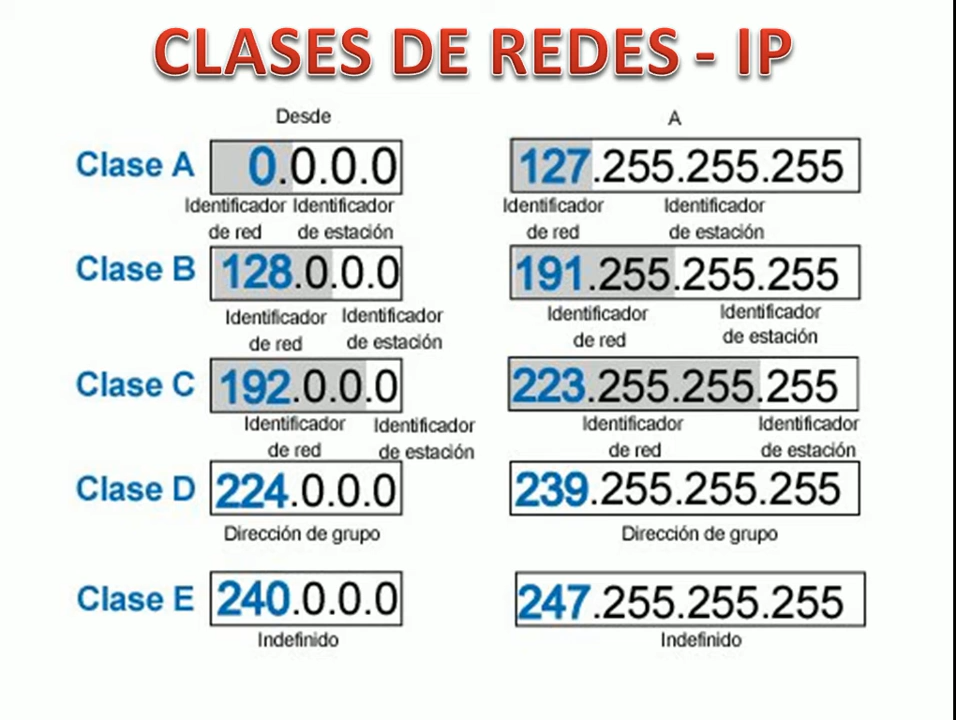 CLASES DE REDES - IP
Desde A
Clase A 0.0.0.0 127.255.255.255
Identificador Identificador Identificador Identificador
de red de estación de red de estación
Clase B 128.0.0.0 191.255.255.255
Identificador Identificador Identificador Identificador
de red de estación de red de estación
Clase C 192.0.0.0 223.255.255.255
Identificador Identificador Identificador Identificador
de red de estación de red de estación
Clase D 224.0.0.0 239.255.255.255
Dirección de grupo Dirección de grupo
Clase E 240.0.0.0 247.255.255.255
Indefinido Indefinido